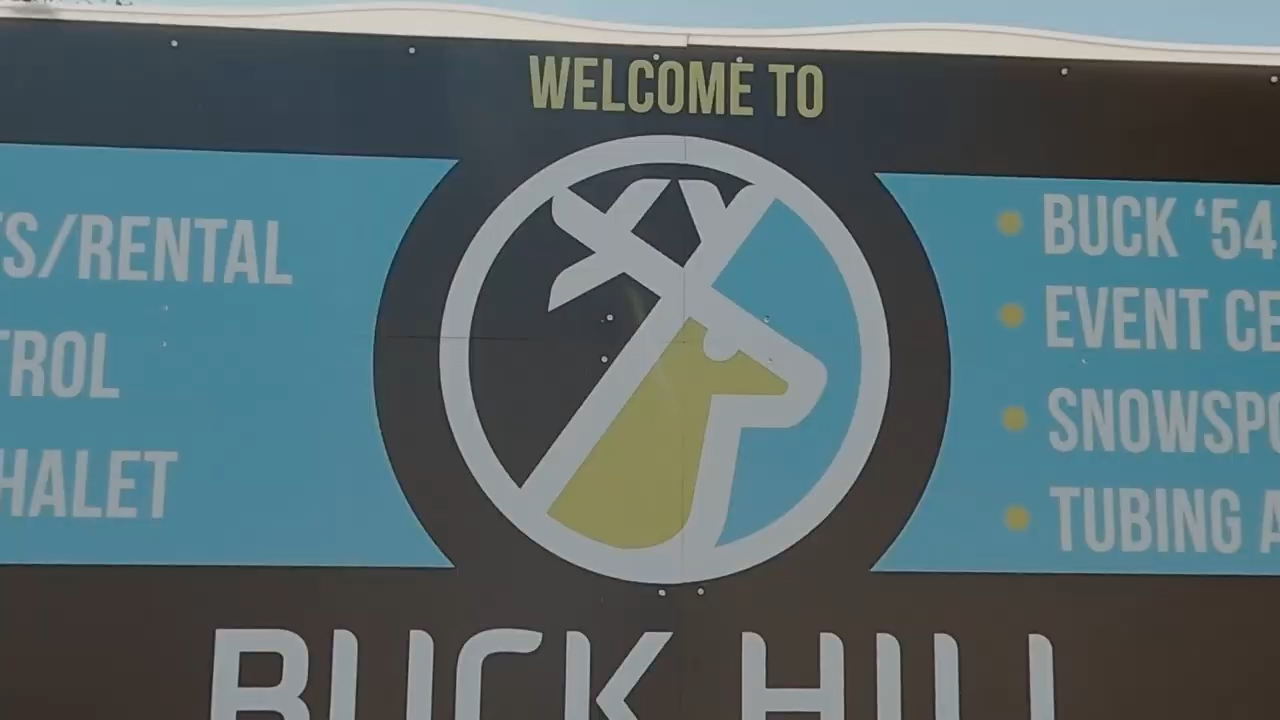 WELCOME TO
S/RENTAL
TROL
HALET
BUCK ‘54
EVENT CE
SNOWSPO
TUBING A
BUCK HILL